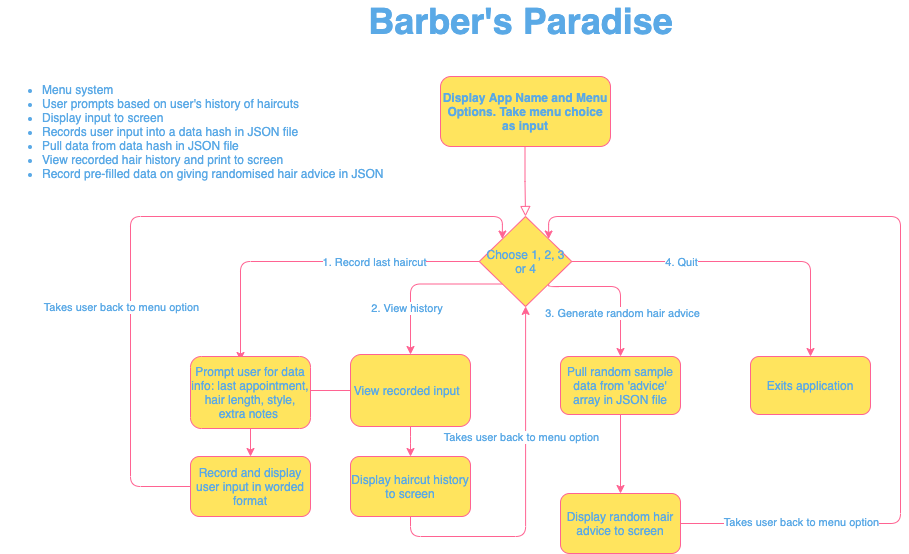 Barber's Paradise
Menu system
User prompts based on user's history of haircuts
Display input to screen
Records user input into a data hash in JSON file
Pull data from data hash in JSON file
View recorded hair history and print to screen
Record pre-filled data on giving randomised hair advice in JSON
Display App Name and Menu
Options. Take menu choice
as input
Choose 1, 2, 3
or 4
1. Record last haircut
4. Quit
Takes user back to menu option
2. View history
3. Generate random hair advice
Prompt user for data
info: last appointment,
hair length, style,
extra notes
View recorded input
Pull random sample
data from 'advice'
array in JSON file
Exits application
Takes user back to menu option
Record and display
user input in worded
format
Display haircut history
to screen
Display random hair
advice to screen
Takes user back to menu option